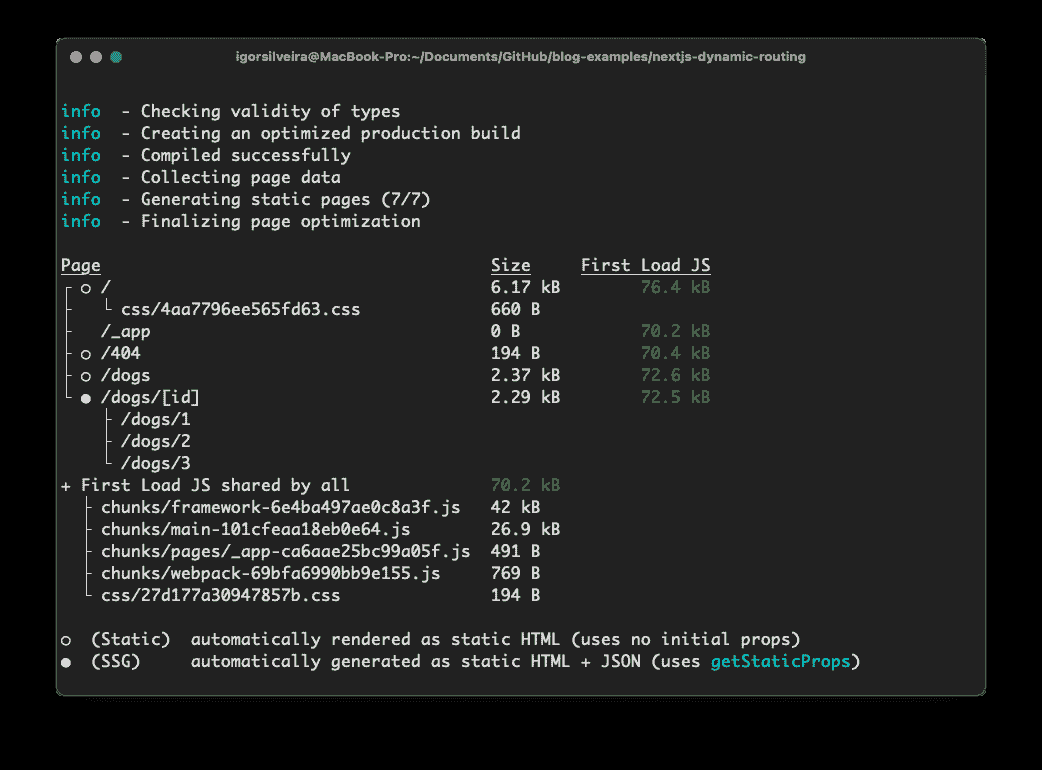 igorsilveira@MacBook-Pro:~/Documents/GitHub/blog-examples/nextjs-dynamic-routing
info - Checking validity of types
info - Creating an optimized production build
info - Compiled successfully
info - Collecting page data
info - Generating static pages (7/7)
info - Finalizing page optimization
Page Size First Load JS
┌ ○ / 6.17 kB 76.4 kB
├ └ css/4aa7796ee565fd63.css 660 B
├ /_app 0 B 70.2 kB
├ ○ /404 194 B 70.4 kB
├ ○ /dogs 2.37 kB 72.6 kB
└ ● /dogs/[id] 2.29 kB 72.5 kB
├ /dogs/1
├ /dogs/2
└ /dogs/3
+ First Load JS shared by all 70.2 kB
├ chunks/framework-6e4ba497ae0c8a3f.js 42 kB
├ chunks/main-101cfeaa18eb0e64.js 26.9 kB
├ chunks/pages/_app-ca6aae25bc99a05f.js 491 B
├ chunks/webpack-69bfa6990bb9e155.js 769 B
└ css/27d177a30947857b.css 194 B
○ (Static) automatically rendered as static HTML (uses no initial props)
● (SSG) automatically generated as static HTML + JSON (uses getStaticProps)